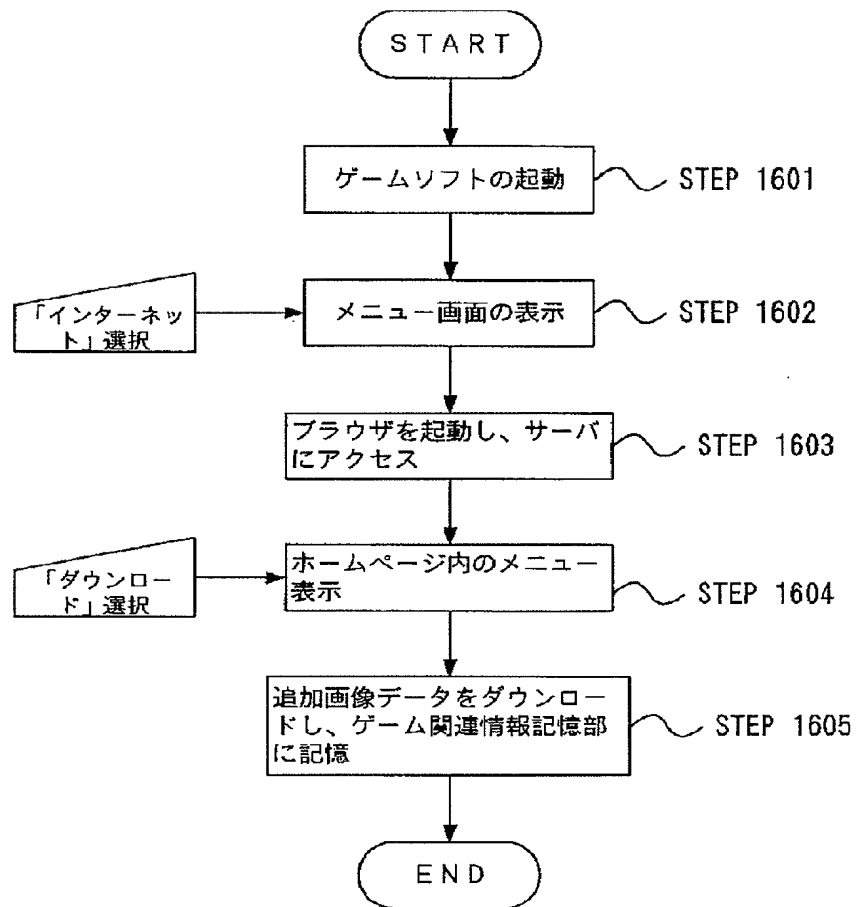 START
ゲームソフトの起動
STEP 1601
「インターネッ
ト」選択
メニュー画面の表示
STEP 1602
ブラウザを起動し、サーバ
にアクセス
STEP 1603
「ダウンロー
ド」選択
ホームページ内のメニュー
表示
STEP 1604
追加画像データをダウンロー
ドし、ゲーム関連情報記憶部
に記憶
STEP 1605
END